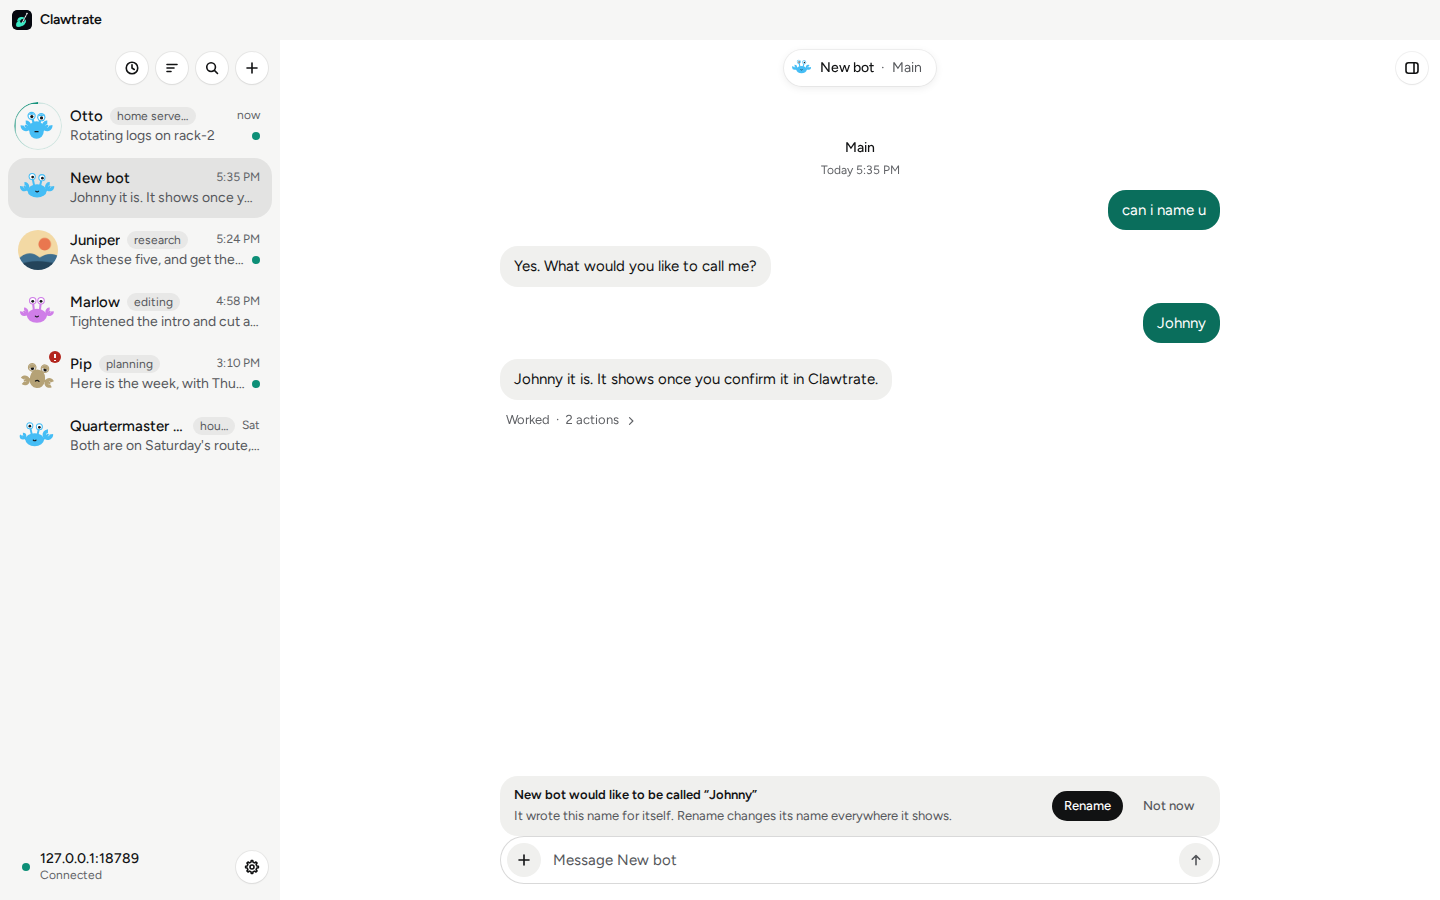 Clawtrate
Otto
home serve...
now
Rotating logs on rack-2
New bot
5:35 PM
Johnny it is. It shows once y...
Juniper
research
5:24 PM
Ask these five, and get the...
Marlow
editing
4:58 PM
Tightened the intro and cut a...
Pip
planning
3:10 PM
Here is the week, with Thu...
Quartermaster ...
hou...
Sat
Both are on Saturday's route,...
127.0.0.1:18789
Connected
New bot · Main
Main
Today 5:35 PM
can i name u
Yes. What would you like to call me?
Johnny
Johnny it is. It shows once you confirm it in Clawtrate.
Worked · 2 actions
New bot would like to be called “Johnny”
It wrote this name for itself. Rename changes its name everywhere it shows.
Rename
Not now
Message New bot